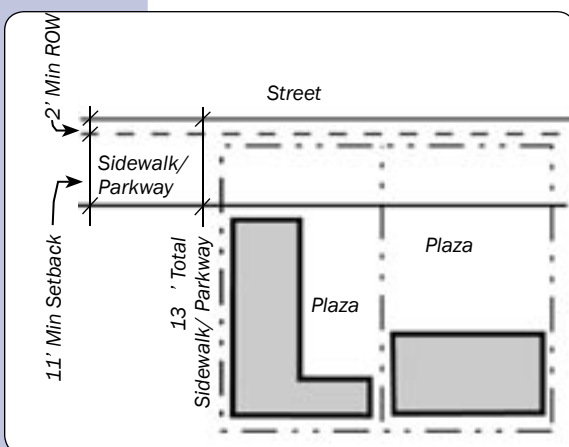 2' Min ROW
Street
Sidewalk/
Parkway
11' Min Setback
13 ' Total
Sidewalk/ Parkway
Plaza
Plaza